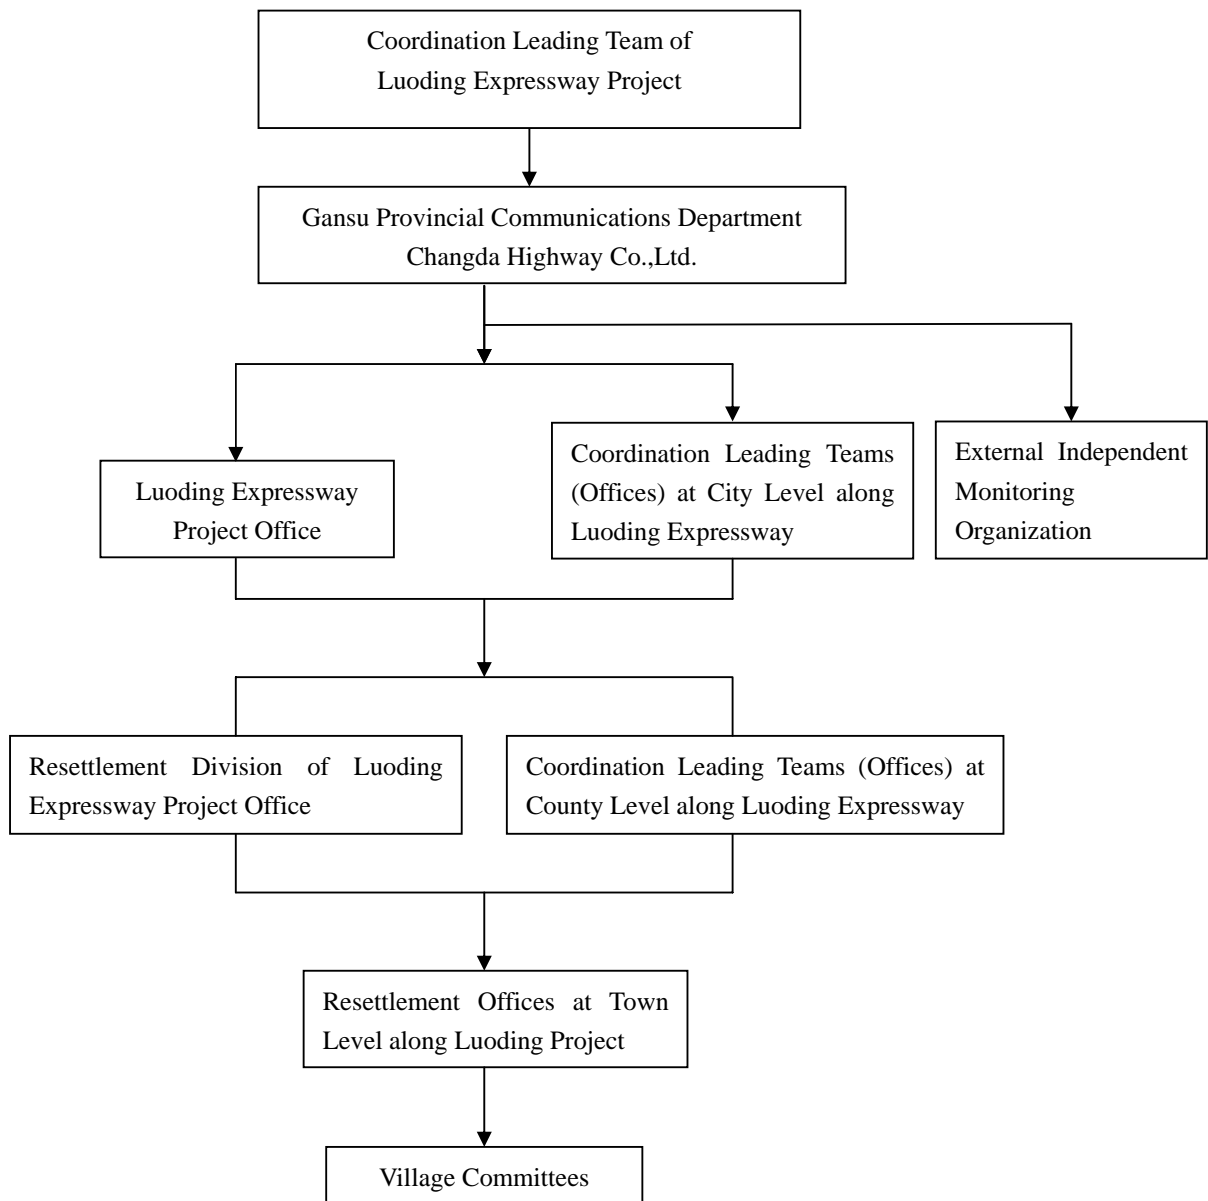 Coordination Leading Team of
Luoding Expressway Project
Gansu Provincial Communications Department
Changda Highway Co.,Ltd.
Luoding Expressway
Project Office
Coordination Leading Teams
(Offices) at City Level along
Luoding Expressway
External Independent
Monitoring
Organization
Resettlement Division of Luoding
Expressway Project Office
Coordination Leading Teams (Offices) at
County Level along Luoding Expressway
Resettlement Offices at Town
Level along Luoding Project
Village Committees